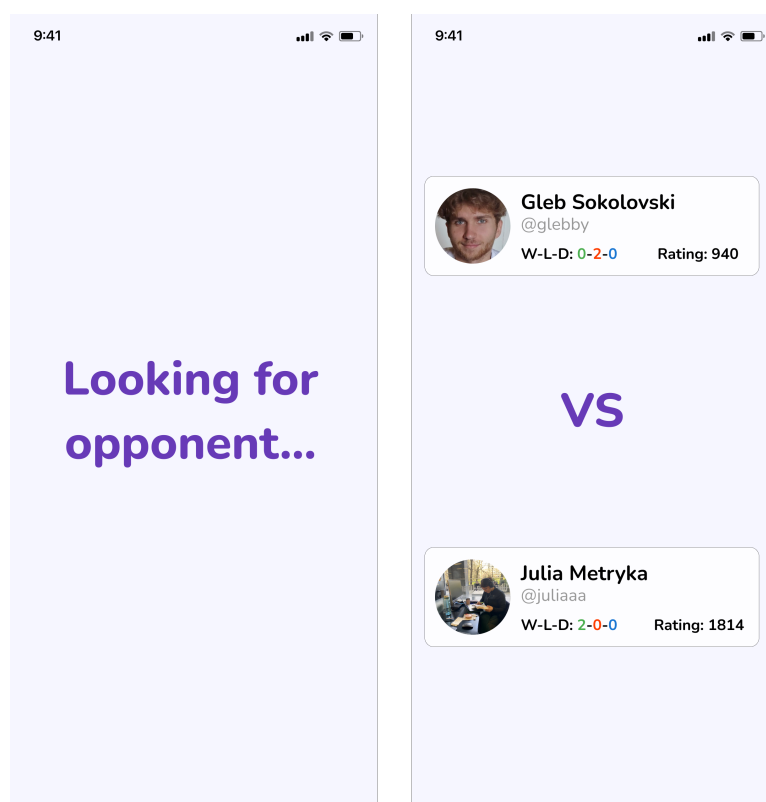 9:41
Looking for
opponent...
9:41
Gleb Sokolovski
@glebby
W-L-D: 0-2-0 Rating: 940
VS
Julia Metryka
@juliaaa
W-L-D: 2-0-0 Rating: 1814